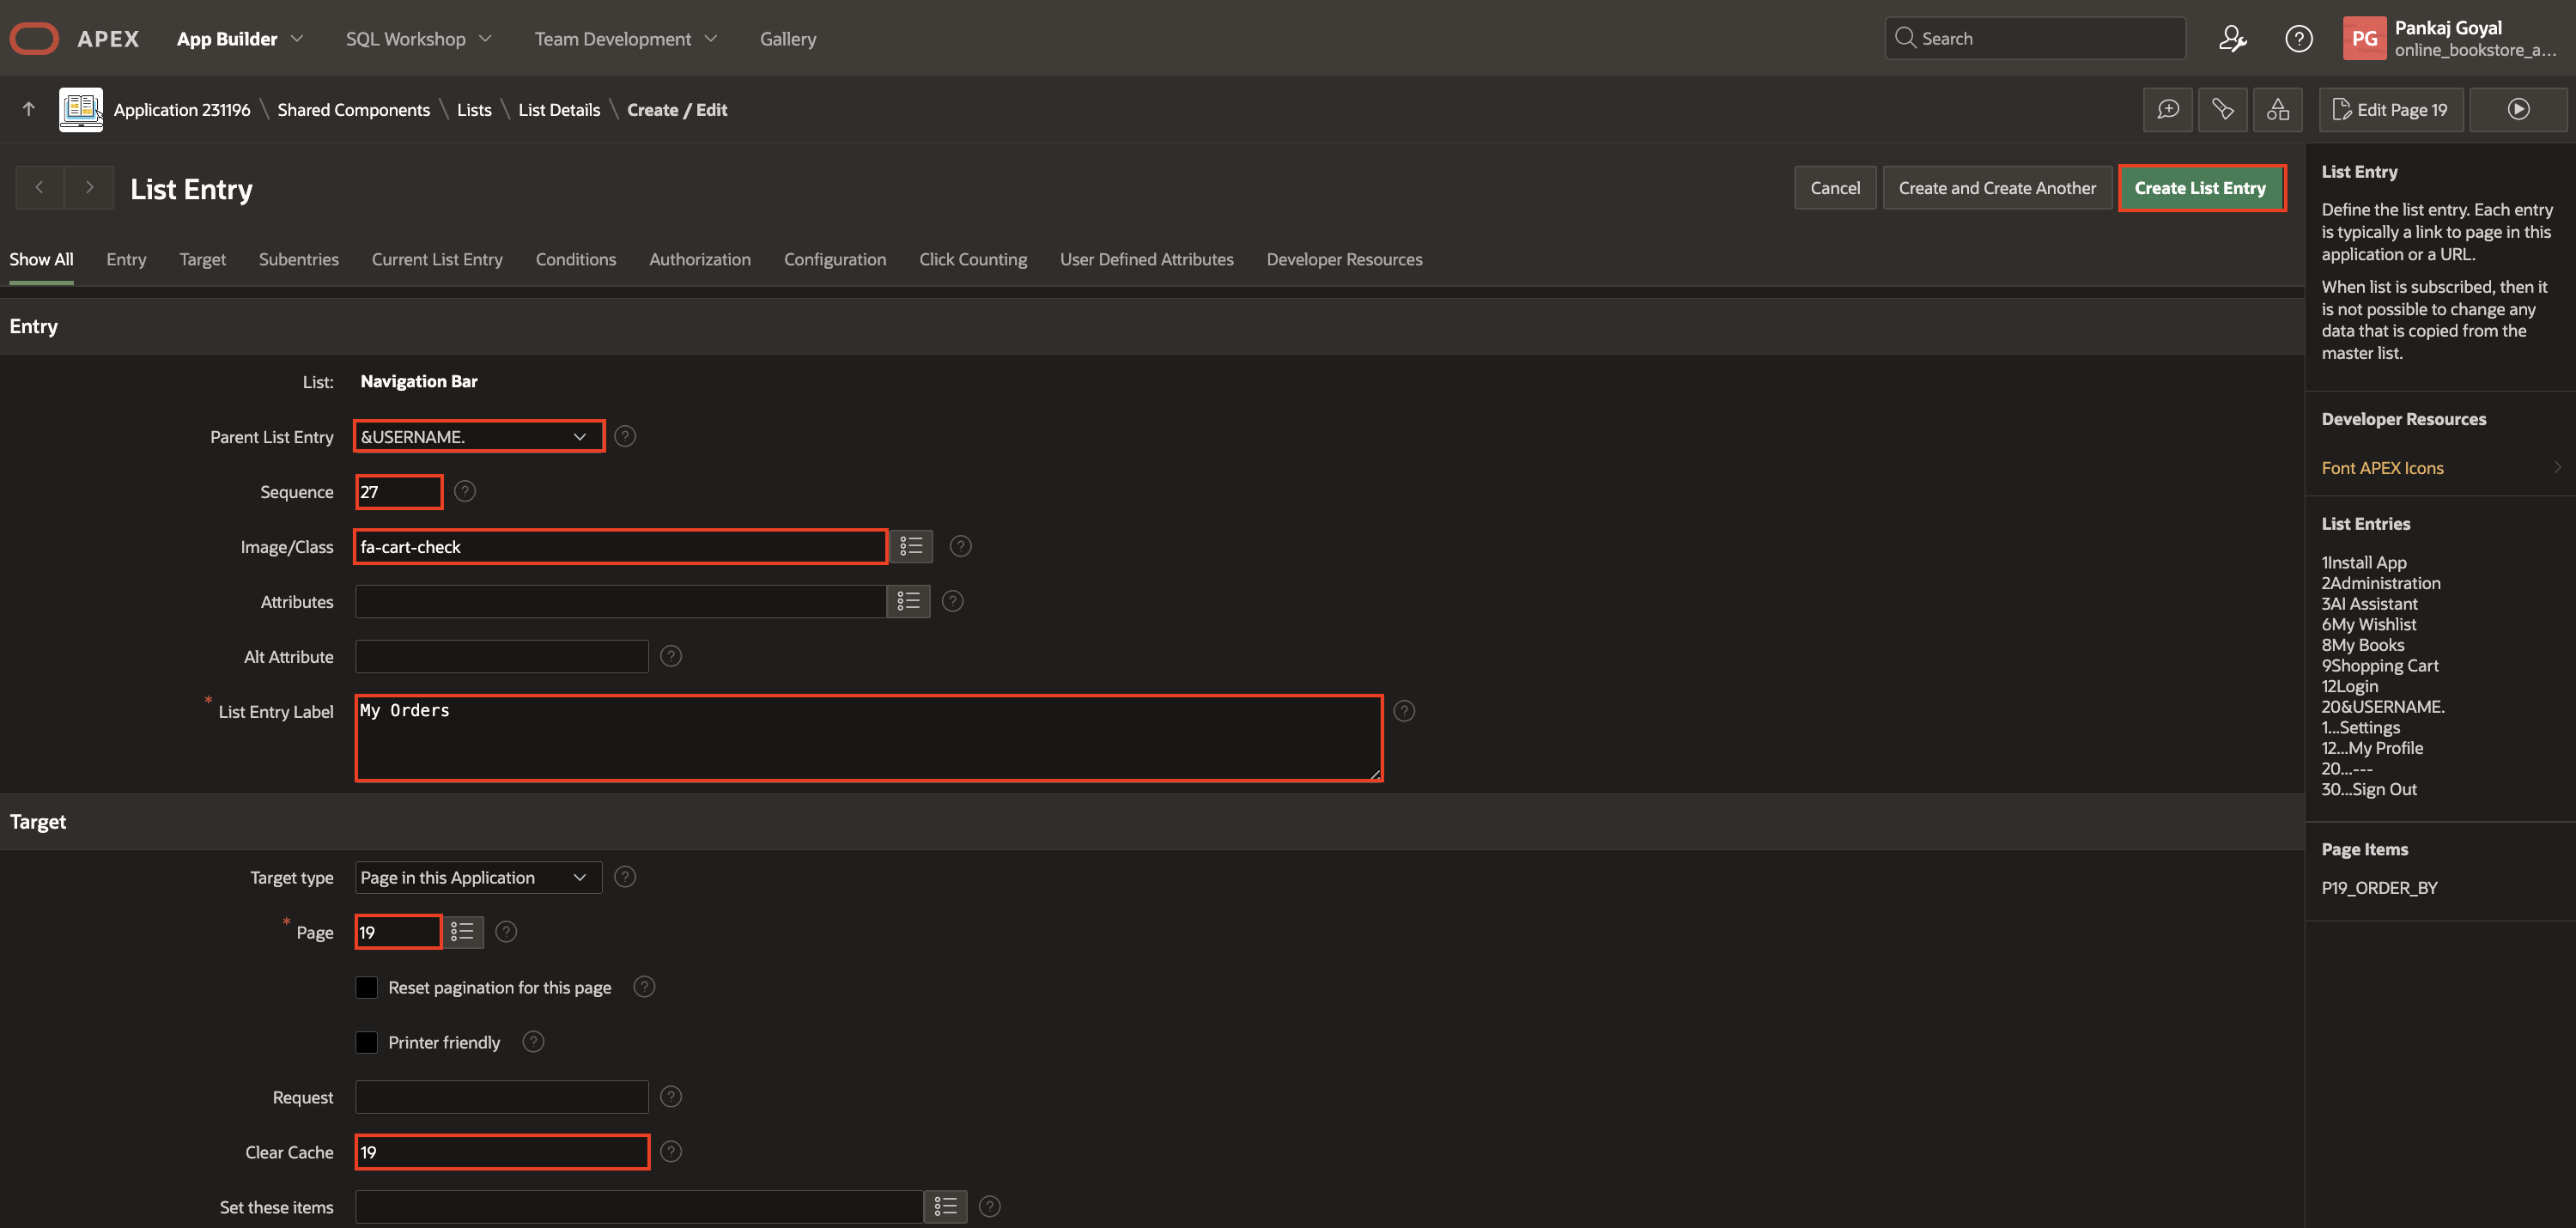 APEX App Builder SQL Workshop Team Development Gallery Search PG Pankaj Goyal
online_bookstore_a...
Application 231196 \ Shared Components \ Lists \ List Details \ Create / Edit Edit Page 19
List Entry Cancel Create and Create Another Create List Entry
Show All Entry Target Subentries Current List Entry Conditions Authorization Configuration Click Counting User Defined Attributes Developer Resources
Entry
List: Navigation Bar
Parent List Entry &USERNAME.
Sequence 27
Image/Class fa-cart-check
Attributes
Alt Attribute
* List Entry Label My Orders
Target
Target type Page in this Application
* Page 19
Reset pagination for this page
Printer friendly
Request
Clear Cache 19
Set these items
List Entry
Define the list entry. Each entry
is typically a link to page in this
application or a URL.
When list is subscribed, then it
is not possible to change any
data that is copied from the
master list.
Developer Resources
Font APEX Icons
List Entries
1Install App
2Administration
3AI Assistant
6My Wishlist
8My Books
9Shopping Cart
12Login
20&USERNAME.
1...Settings
12...My Profile
20...---
30...Sign Out
Page Items
P19_ORDER_BY